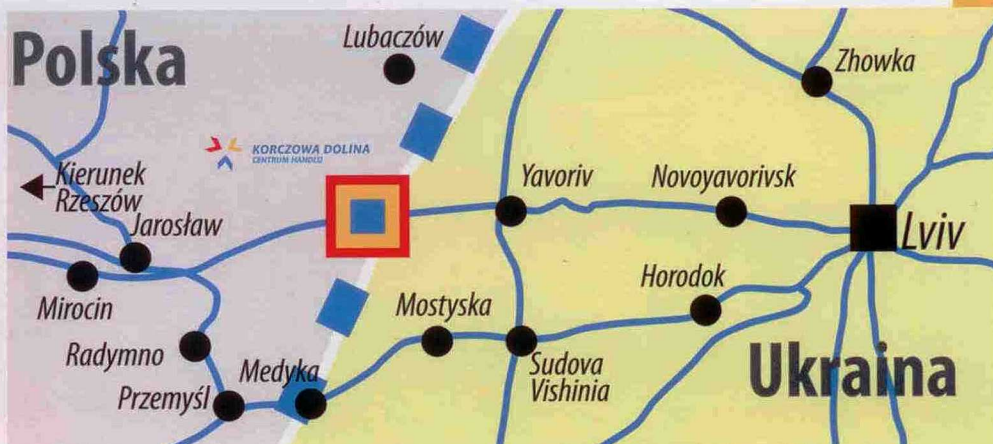 Polska
Lubaczów
Zhowka
KORCZOWA DOLINA
CENTRUM HANDLU
Kierunek
Rzeszów
Yavoriv
Novoyavorivsk
Jarosław
Lviv
Mirocin
Horodok
Mostyska
Radymno
Medyka
Sudova
Vishinia
Ukraina
Przemyśl